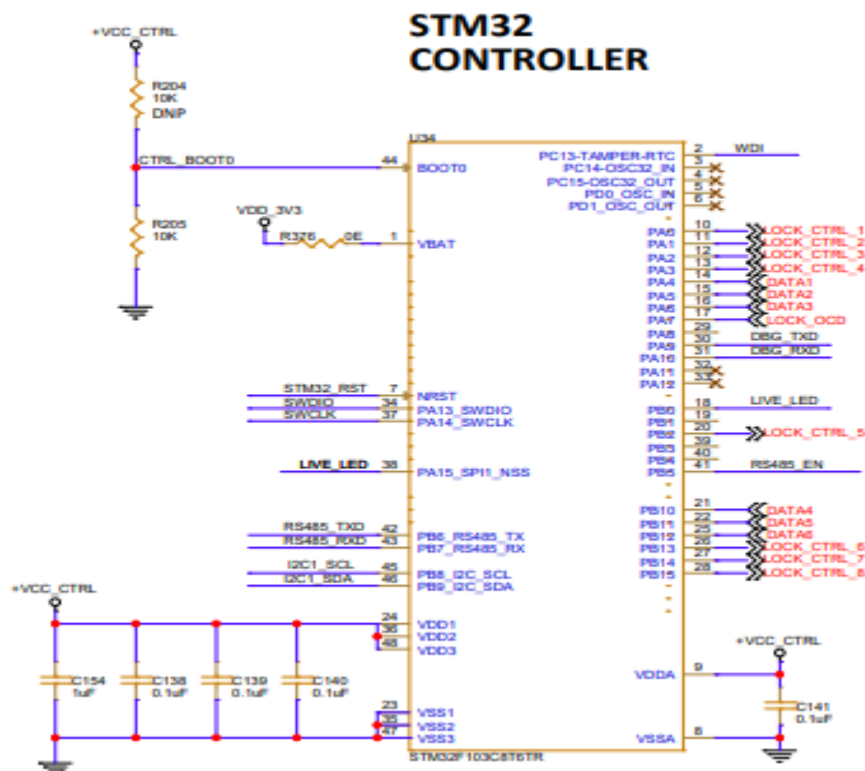 STM32
CONTROLLER
+VCC_CTRL
R204
10K
DNP
CTRL_BOOT0
R205
10K
VDD_3V3
R376 0E
U34
44 BOOT0
1 VBAT
STM32_RST 7 NRST
SWDIO 34 PA13_SWDIO
SWCLK 37 PA14_SWCLK
LIVE_LED 38 PA15_SPI1_NSS
RS485_TXD 42 PB6_RS485_TX
RS485_RXD 43 PB7_RS485_RX
I2C1_SCL 45 PB8_I2C_SCL
I2C1_SDA 46 PB9_I2C_SDA
+VCC_CTRL
24 VDD1
36 VDD2
48 VDD3
C154
1uF
C138
0.1uF
C139
0.1uF
C140
0.1uF
23 VSS1
35 VSS2
47 VSS3
PC13-TAMPER-RTC 2 WDI
PC14-OSC32_IN 3
PC15-OSC32_OUT 4
PD0_OSC_IN 5
PD1_OSC_OUT 6
PA0 10 LOCK_CTRL_1
PA1 11 LOCK_CTRL_2
PA2 12 LOCK_CTRL_3
PA3 13 LOCK_CTRL_4
PA4 14 DATA1
PA5 15 DATA2
PA6 16 DATA3
PA7 17 LOCK_OCD
PA8 29
PA9 30 DBG_TXD
PA10 31 DBG_RXD
PA11 32
PA12 33
PB0 18 LIVE_LED
PB1 19
PB2 20 LOCK_CTRL_5
PB3 39
PB4 40
PB5 41 RS485_EN
PB10 21 DATA4
PB11 22 DATA5
PB12 25 DATA6
PB13 26 LOCK_CTRL_6
PB14 27 LOCK_CTRL_7
PB15 28 LOCK_CTRL_8
+VCC_CTRL
VDDA 9
C141
0.1uF
VSSA 8
STM32F103C8T6TR